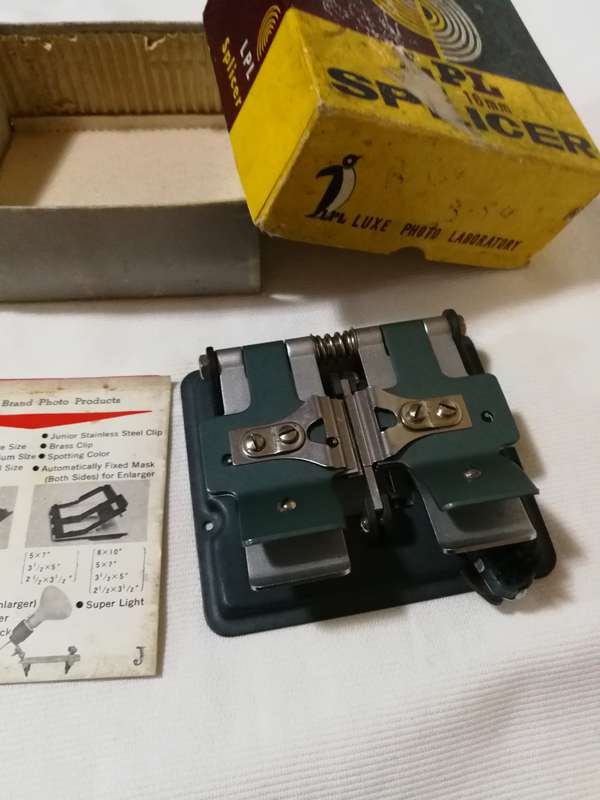 LPL
Splicer
LPL
16mm
SPLICER
LPL LUXE PHOTO LABORATORY
Brand Photo Products
Size
• Junior Stainless Steel Clip
• Brass Clip
Size • Spotting Color
Size • Automatically Fixed Mask
(Both Sides) for Enlarger
5×7"
3½×5"
2½×3½"
8×10"
5×7"
3½×5"
2½×3½"
• Super Light
J